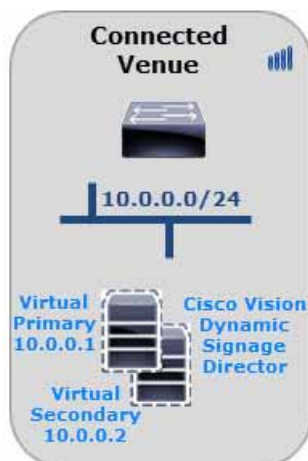 Connected
Venue
10.0.0.0/24
Virtual
Primary
10.0.0.1
Cisco Vision
Dynamic
Signage
Director
Virtual
Secondary
10.0.0.2